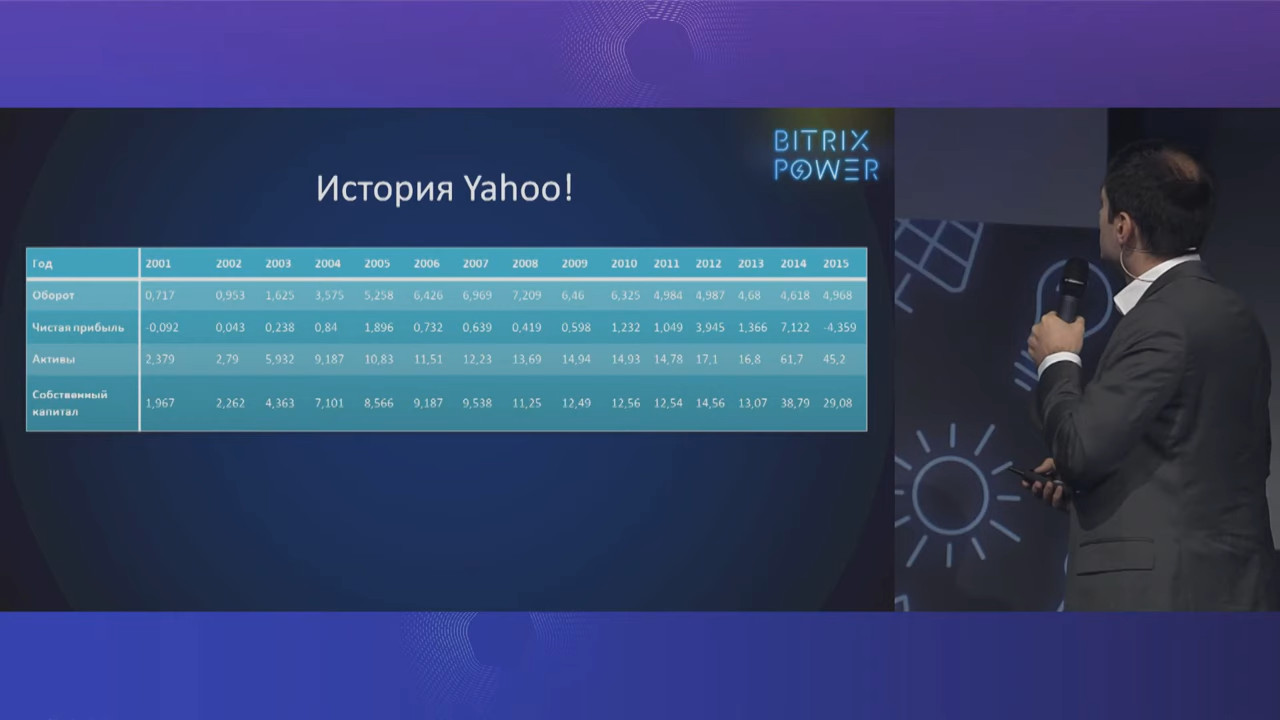 BITRIX
POWER
История Yahoo!
Год 2001 2002 2003 2004 2005 2006 2007 2008 2009 2010 2011 2012 2013 2014 2015
Оборот 0,717 0,953 1,625 3,575 5,258 6,426 6,969 7,209 6,46 6,325 4,984 4,987 4,68 4,618 4,968
Чистая прибыль -0,092 0,043 0,238 0,84 1,896 0,732 0,639 0,419 0,598 1,232 1,049 3,945 1,366 7,122 -4,359
Активы 2,379 2,79 5,932 9,187 10,83 11,51 12,23 13,69 14,94 14,93 14,78 17,1 16,8 61,7 45,2
Собственный
капитал 1,967 2,262 4,363 7,101 8,566 9,187 9,538 11,25 12,49 12,56 12,54 14,56 13,07 38,79 29,08